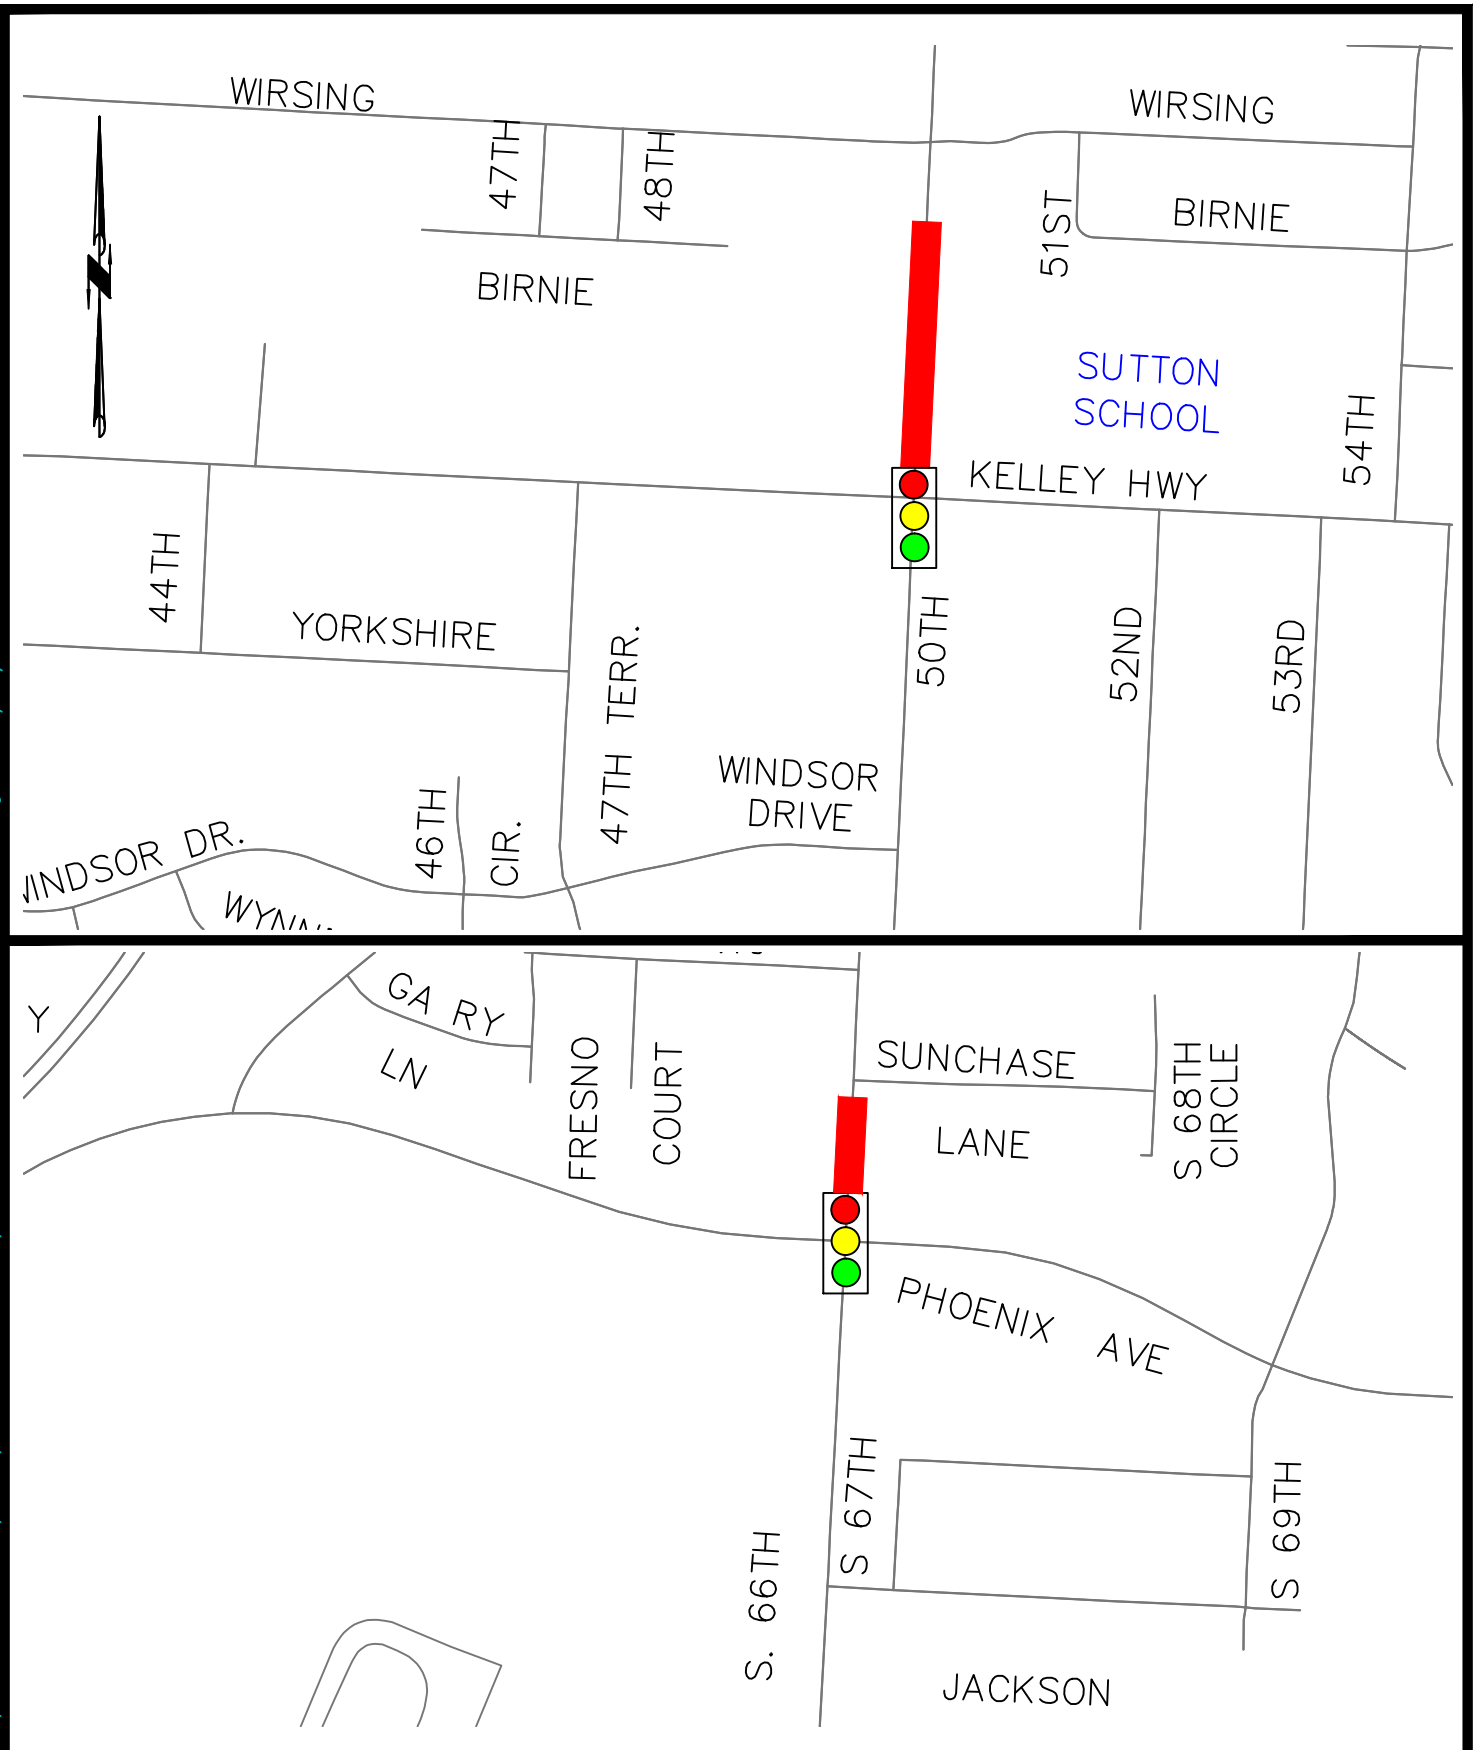 WIRSING
WIRSING
47TH
48TH
51ST
BIRNIE
BIRNIE
N
SUTTON
SCHOOL
54TH
KELLEY HWY
44TH
YORKSHIRE
47TH TERR.
50TH
52ND
53RD
WINDSOR
DRIVE
46TH
CIR.
WINDSOR DR.
GARY
LN
Y
FRESNO
COURT
SUNCHASE
LANE
S 68TH
CIRCLE
PHOENIX AVE
S 67TH
S. 66TH
S 69TH
JACKSON